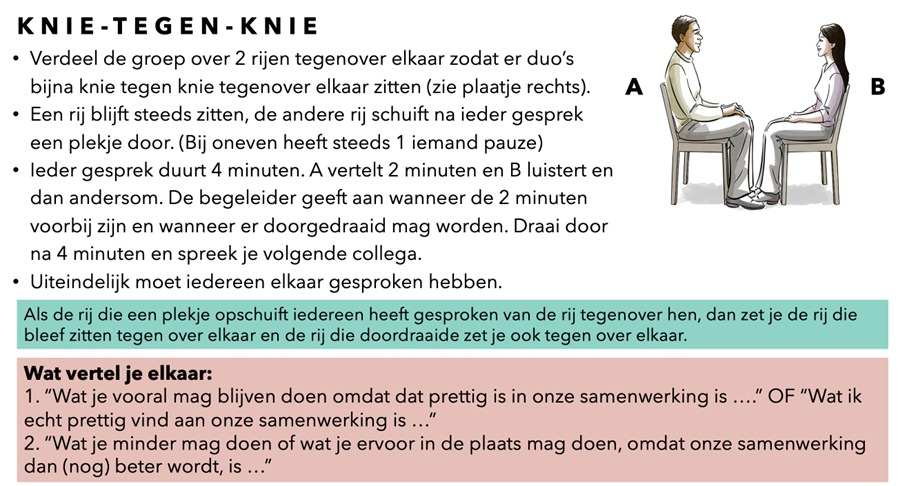 KNIE-TEGEN-KNIE
• Verdeel de groep over 2 rijen tegenover elkaar zodat er duo’s
bijna knie tegen knie tegenover elkaar zitten (zie plaatje rechts).
• Een rij blijft steeds zitten, de andere rij schuift na ieder gesprek
een plekje door. (Bij oneven heeft steeds 1 iemand pauze)
• Ieder gesprek duurt 4 minuten. A vertelt 2 minuten en B luistert en
dan andersom. De begeleider geeft aan wanneer de 2 minuten
voorbij zijn en wanneer er doorgedraaid mag worden. Draai door
na 4 minuten en spreek je volgende collega.
• Uiteindelijk moet iedereen elkaar gesproken hebben.
A
B
Als de rij die een plekje opschuift iedereen heeft gesproken van de rij tegenover hen, dan zet je de rij die
bleef zitten tegen over elkaar en de rij die doordraaide zet je ook tegen over elkaar.
Wat vertel je elkaar:
1. “Wat je vooral mag blijven doen omdat dat prettig is in onze samenwerking is ….” OF “Wat ik
echt prettig vind aan onze samenwerking is …”
2. “Wat je minder mag doen of wat je ervoor in de plaats mag doen, omdat onze samenwerking
dan (nog) beter wordt, is …”